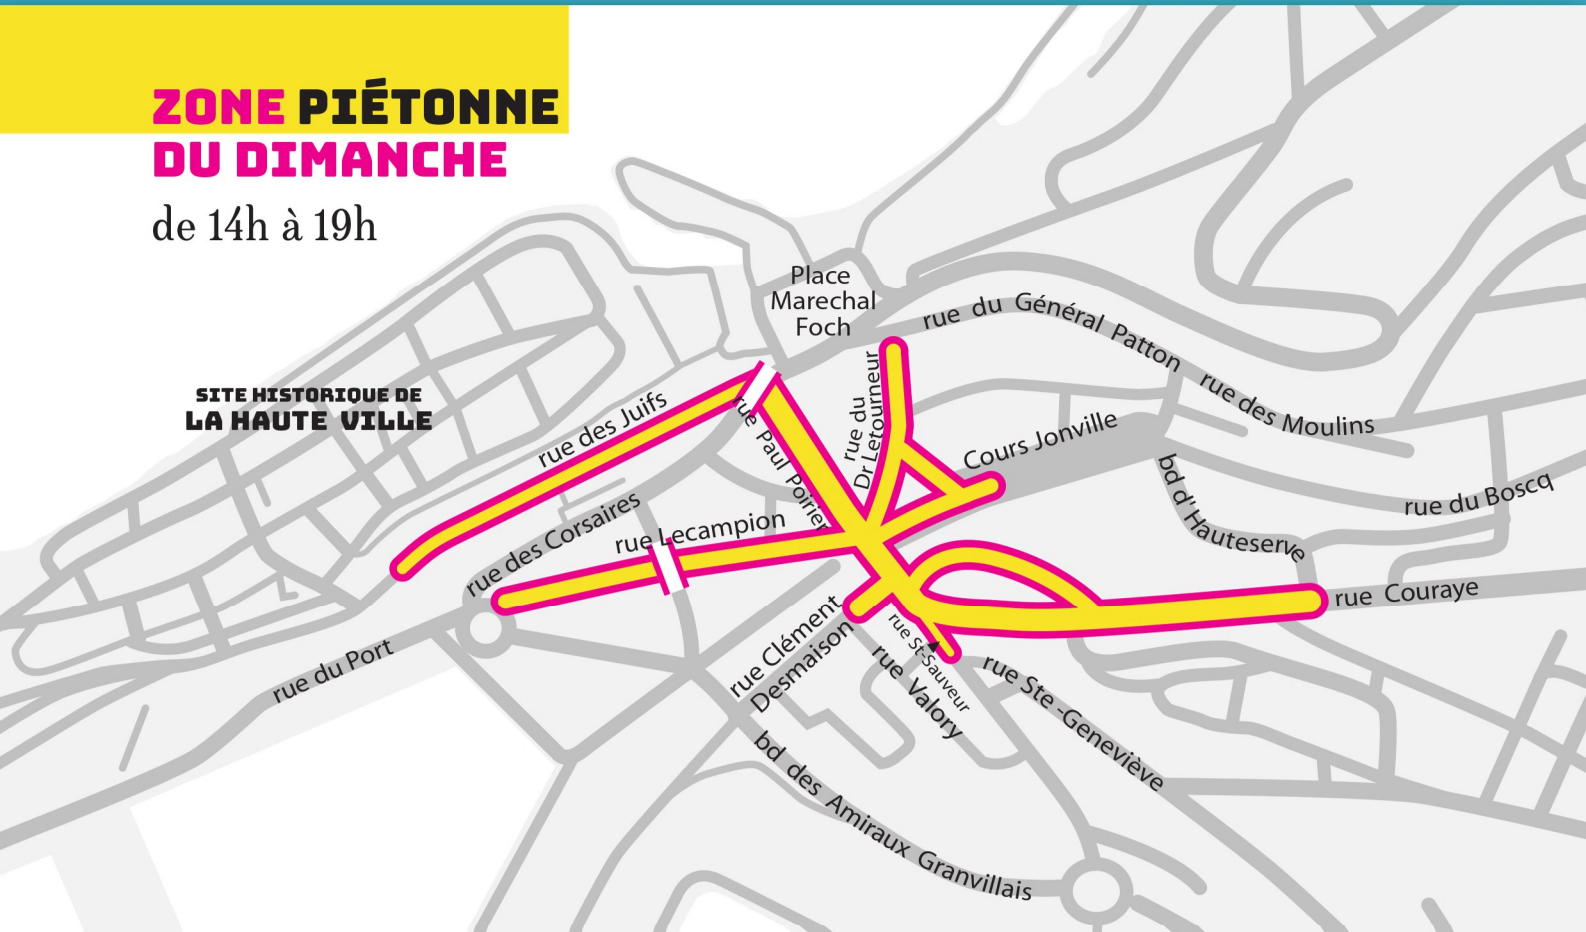 ZONE PIÉTONNE
DU DIMANCHE
de 14h à 19h
Place
Marechal
Foch
rue du Général Patton
rue des Moulins
SITE HISTORIQUE DE
LA HAUTE VILLE
rue des Juifs
rue Paul Poirier
rue du
Dr Letourneur
Cours Jonville
bd d'Hauteserve
rue du Boscq
rue des Corsaires
rue Lecampion
rue Couraye
rue du Port
rue Clément
Desmaison
rue St-Sauveur
rue Valory
rue Ste -Geneviève
bd des Amiraux Granvillais